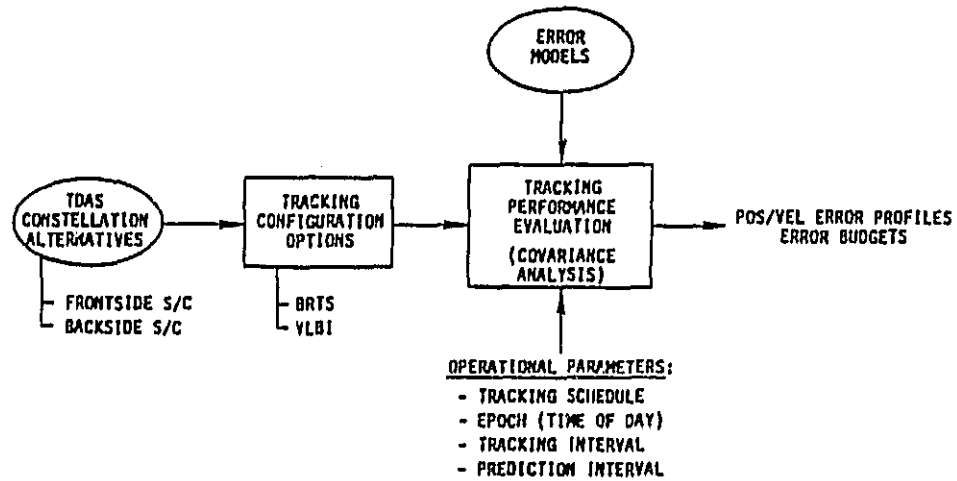 ERROR
MODELS
TDAS
CONSTELLATION
ALTERNATIVES
- FRONTSIDE S/C
- BACKSIDE S/C
TRACKING
CONFIGURATION
OPTIONS
- BRTS
- VLBI
TRACKING
PERFORMANCE
EVALUATION
(COVARIANCE
ANALYSIS)
POS/VEL ERROR PROFILES
ERROR BUDGETS
OPERATIONAL PARAMETERS:
- TRACKING SCHEDULE
- EPOCH (TIME OF DAY)
- TRACKING INTERVAL
- PREDICTION INTERVAL